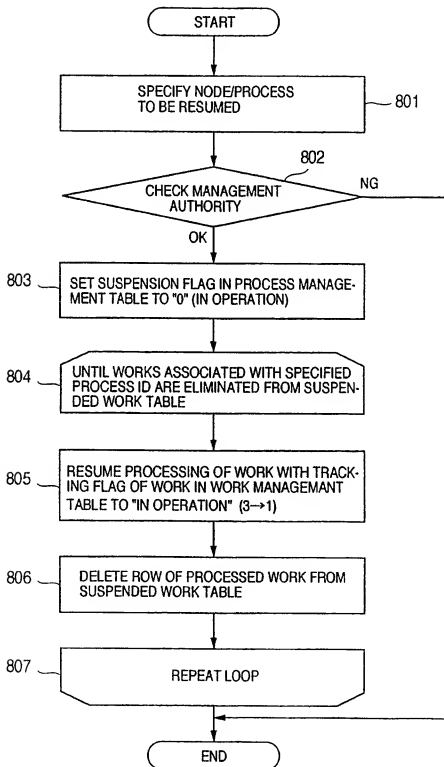 START
SPECIFY NODE/PROCESS
TO BE RESUMED
801
802
CHECK MANAGEMENT
AUTHORITY
NG
OK
803
SET SUSPENSION FLAG IN PROCESS MANAGE-
MENT TABLE TO "0" (IN OPERATION)
804
UNTIL WORKS ASSOCIATED WITH SPECIFIED
PROCESS ID ARE ELIMINATED FROM SUSPEN-
DED WORK TABLE
805
RESUME PROCESSING OF WORK WITH TRACK-
ING FLAG OF WORK IN WORK MANAGEMANT
TABLE TO "IN OPERATION" (3→1)
806
DELETE ROW OF PROCESSED WORK FROM
SUSPENDED WORK TABLE
807
REPEAT LOOP
END